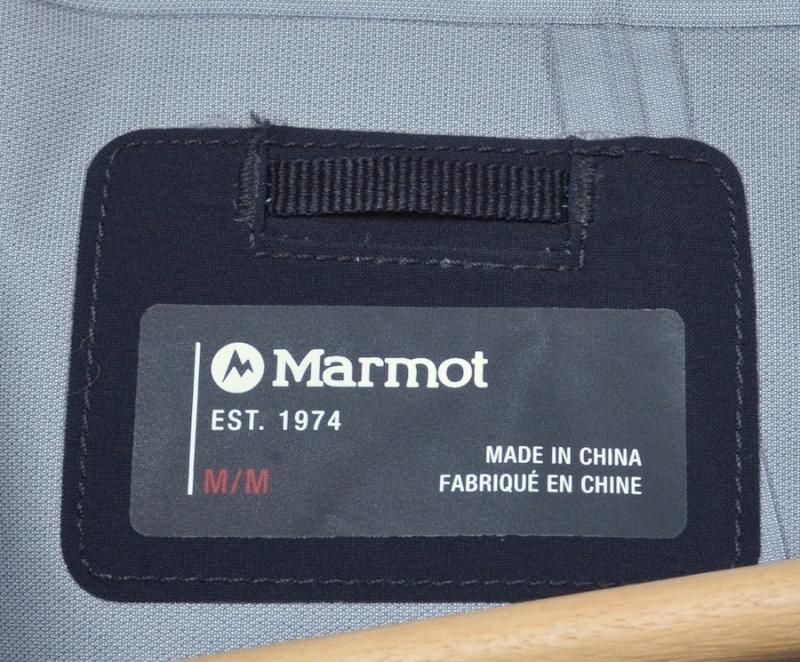 Marmot
EST. 1974
M/M
MADE IN CHINA
FABRIQUÉ EN CHINE